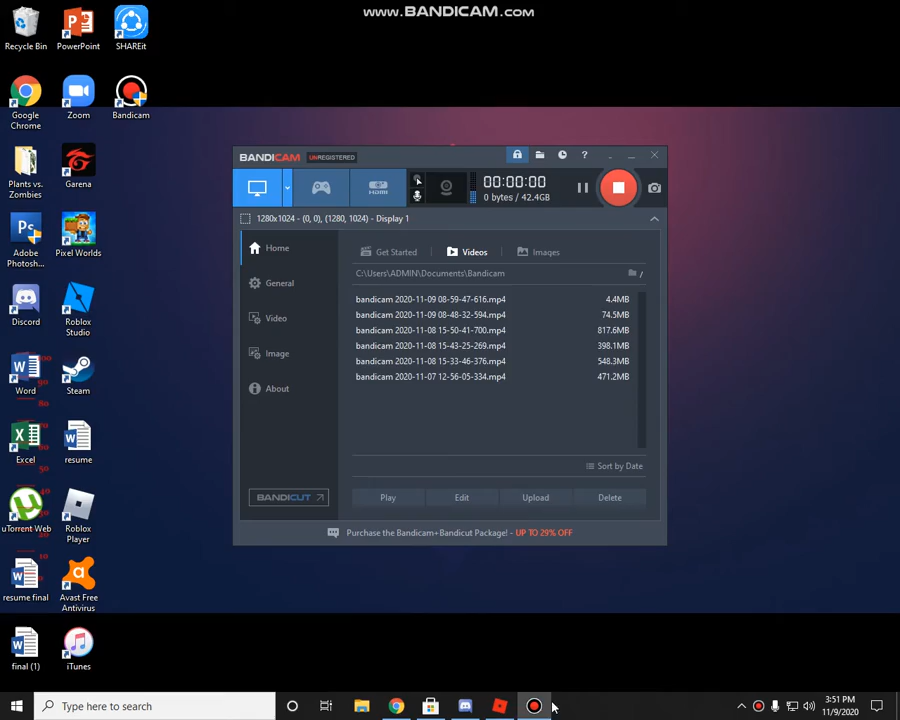 www.BANDICAM.com
Recycle Bin
PowerPoint
SHAREit
Google Chrome
Zoom
Bandicam
Plants vs. Zombies
Garena
Adobe Photosh...
Pixel Worlds
Discord
Roblox Studio
Word
Steam
Excel
resume
uTorrent Web
Roblox Player
resume final
Avast Free Antivirus
final (1)
iTunes
BANDICAM UNREGISTERED
?
HDMI
00:00:00
0 bytes / 42.4GB
1280x1024 - (0, 0), (1280, 1024) - Display 1
Home
General
Video
Image
About
BANDICUT
Get Started
Videos
Images
C:\Users\ADMIN\Documents\Bandicam
/
bandicam 2020-11-09 08-59-47-616.mp4 4.4MB
bandicam 2020-11-09 08-48-32-594.mp4 74.5MB
bandicam 2020-11-08 15-50-41-700.mp4 817.6MB
bandicam 2020-11-08 15-43-25-269.mp4 398.1MB
bandicam 2020-11-08 15-33-46-376.mp4 548.3MB
bandicam 2020-11-07 12-56-05-334.mp4 471.2MB
Sort by Date
Play Edit Upload Delete
Purchase the Bandicam+Bandicut Package! - UP TO 29% OFF
Type here to search
3:51 PM
11/9/2020